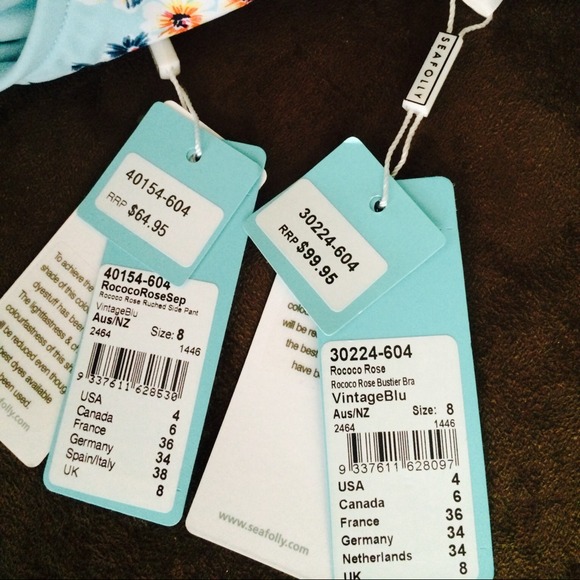 SEAFOLLY
40154-604
RRP $64.95
40154-604
RococoRoseSep
Rococo Rose Ruched Side Pant
VintageBlu
Aus/NZ Size: 8
2464 1446
9 337611 628530
USA 4
Canada 6
France 36
Germany 34
Spain/Italy 38
UK 8
To achieve the
shade of this
dyestuff has been
The lightfastness &
colourfastness of this
be reduced even though
best dyes available
been used.
seafolly.com
30224-604
RRP $99.95
30224-604
Rococo Rose
Rococo Rose Bustier Bra
VintageBlu
Aus/NZ Size: 8
2464 1446
9 337611 628097
USA 4
Canada 6
France 36
Germany 34
Netherlands 34
UK 8
will be
the best
have
www.seafolly.com